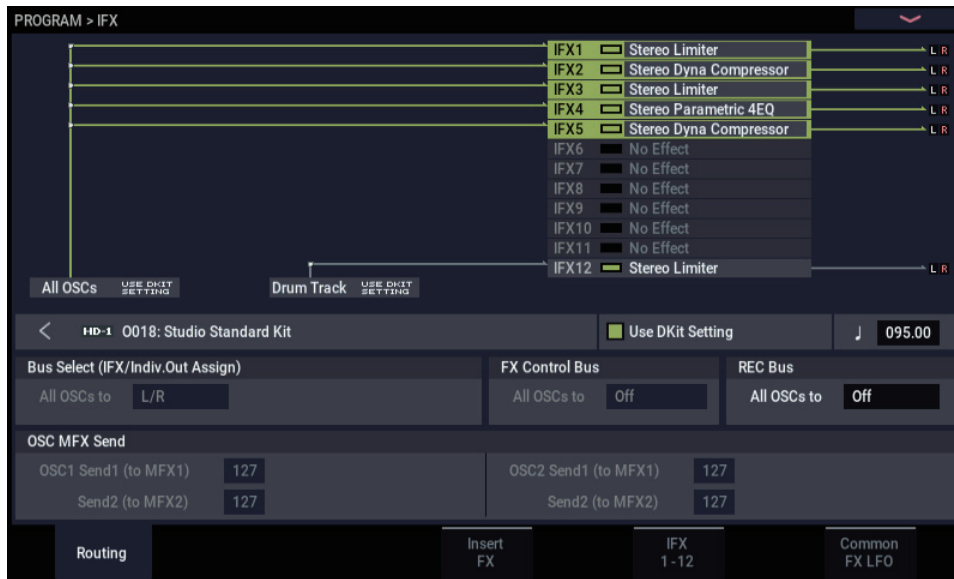 PROGRAM > IFX
IFX1 Stereo Limiter L R
IFX2 Stereo Dyna Compressor L R
IFX3 Stereo Limiter L R
IFX4 Stereo Parametric 4EQ L R
IFX5 Stereo Dyna Compressor L R
IFX6 No Effect
IFX7 No Effect
IFX8 No Effect
IFX9 No Effect
IFX10 No Effect
IFX11 No Effect
IFX12 Stereo Limiter L R
All OSCs USE DKIT SETTING Drum Track USE DKIT SETTING
HD-1 O018: Studio Standard Kit Use DKit Setting ♩ 095.00
Bus Select (IFX/Indiv.Out Assign) FX Control Bus REC Bus
All OSCs to L/R All OSCs to Off All OSCs to Off
OSC MFX Send
OSC1 Send1 (to MFX1) 127 OSC2 Send1 (to MFX1) 127
Send2 (to MFX2) 127 Send2 (to MFX2) 127
Routing Insert FX IFX 1-12 Common FX LFO